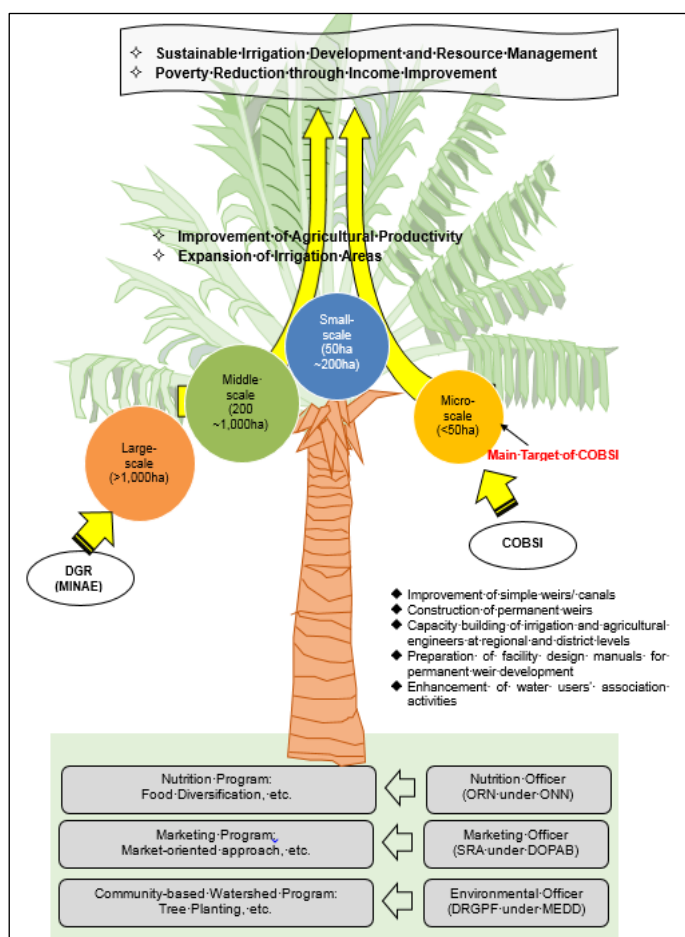 ✧ Sustainable Irrigation Development and Resource Management
✧ Poverty Reduction through Income Improvement
✧ Improvement of Agricultural Productivity
✧ Expansion of Irrigation Areas
Small-
scale
(50ha
~200ha)
Middle
scale
(200
~1,000ha)
Micro-
scale
(<50ha)
Large-
scale
(>1,000ha)
Main Target of COBSI
DGR
(MINAE)
COBSI
◆ Improvement of simple weirs/ canals
◆ Construction of permanent weirs
◆ Capacity building of irrigation and agricultural
engineers at regional and district levels
◆ Preparation of facility design manuals for
permanent weir development
◆ Enhancement of water users' association
activities
Nutrition Program:
Food Diversification, etc.
Nutrition Officer
(ORN under ONN)
Marketing Program:
Market-oriented approach, etc.
Marketing Officer
(SRA under DOPAB)
Community-based Watershed Program:
Tree Planting, etc.
Environmental Officer
(DRGPF under MEDD)